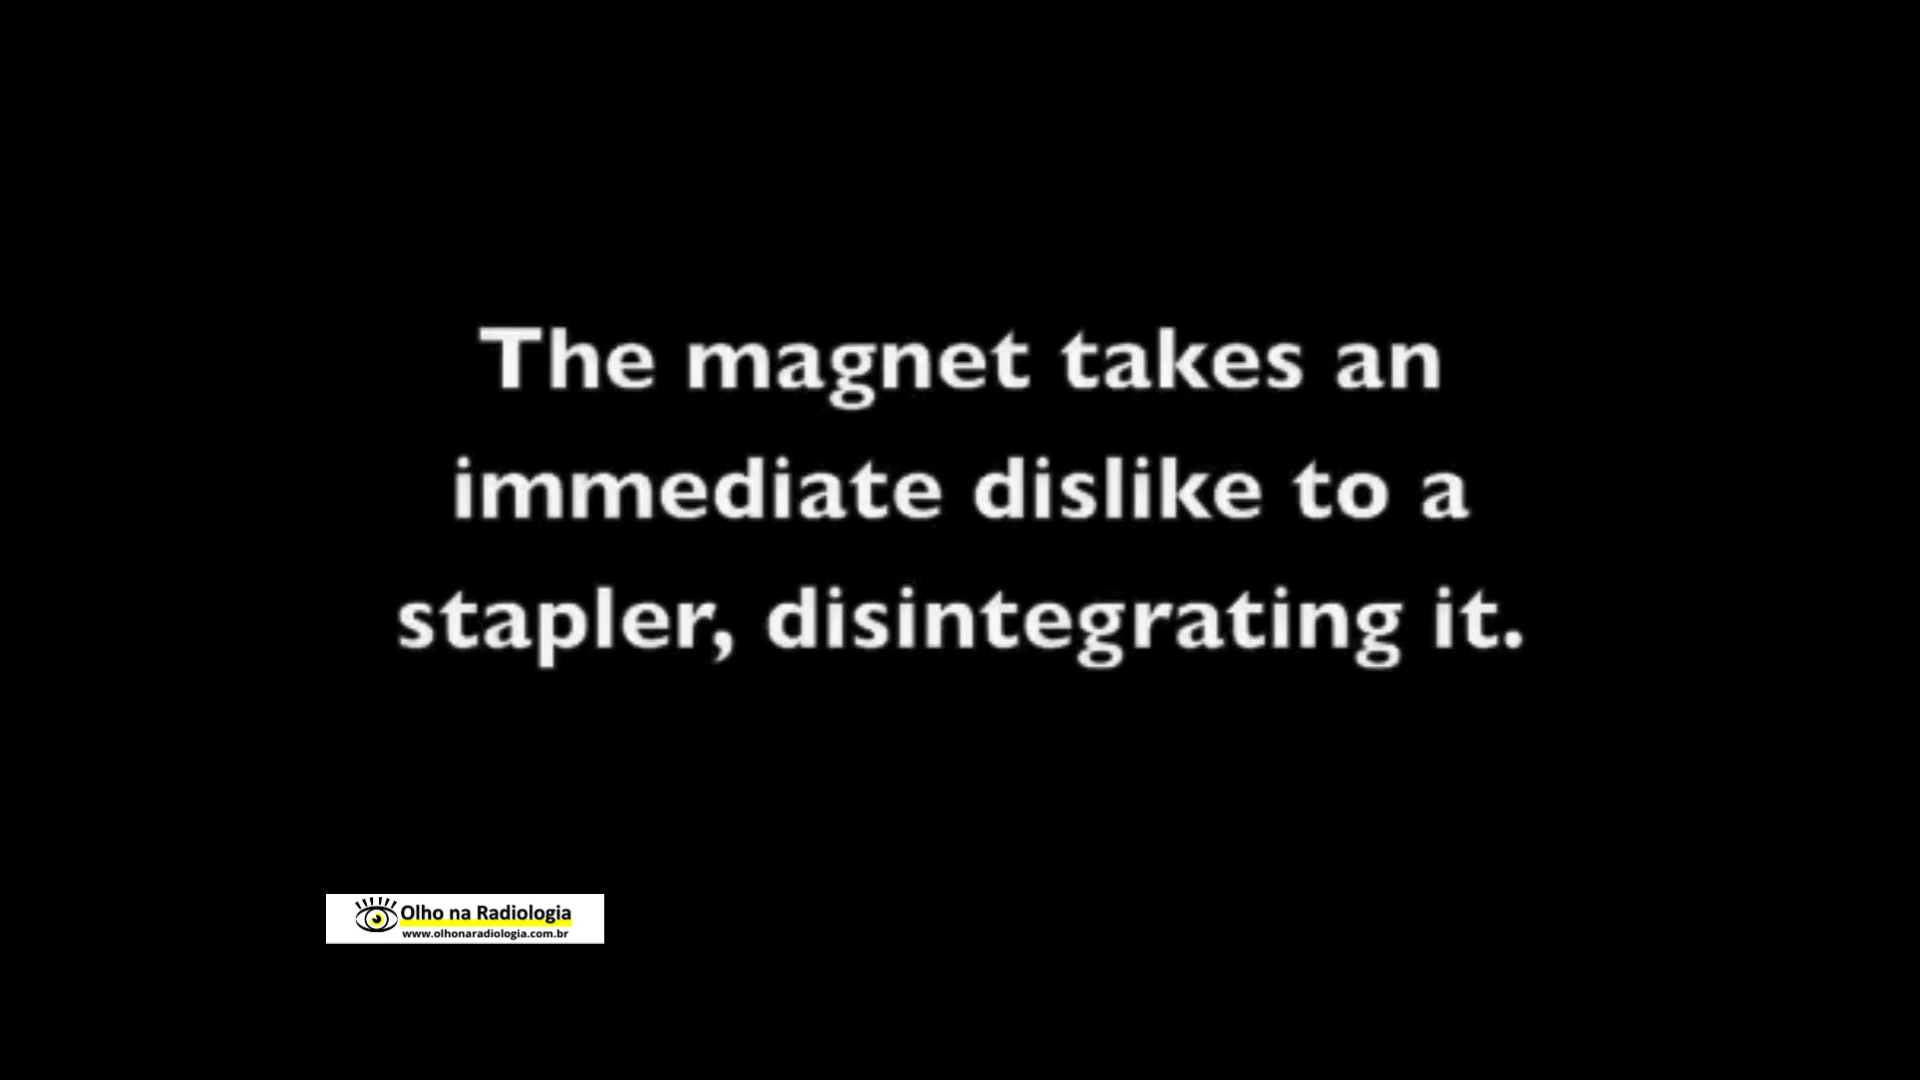 The magnet takes an
immediate dislike to a
stapler, disintegrating it.
Olho na Radiologia
www.olhonaradiologia.com.br